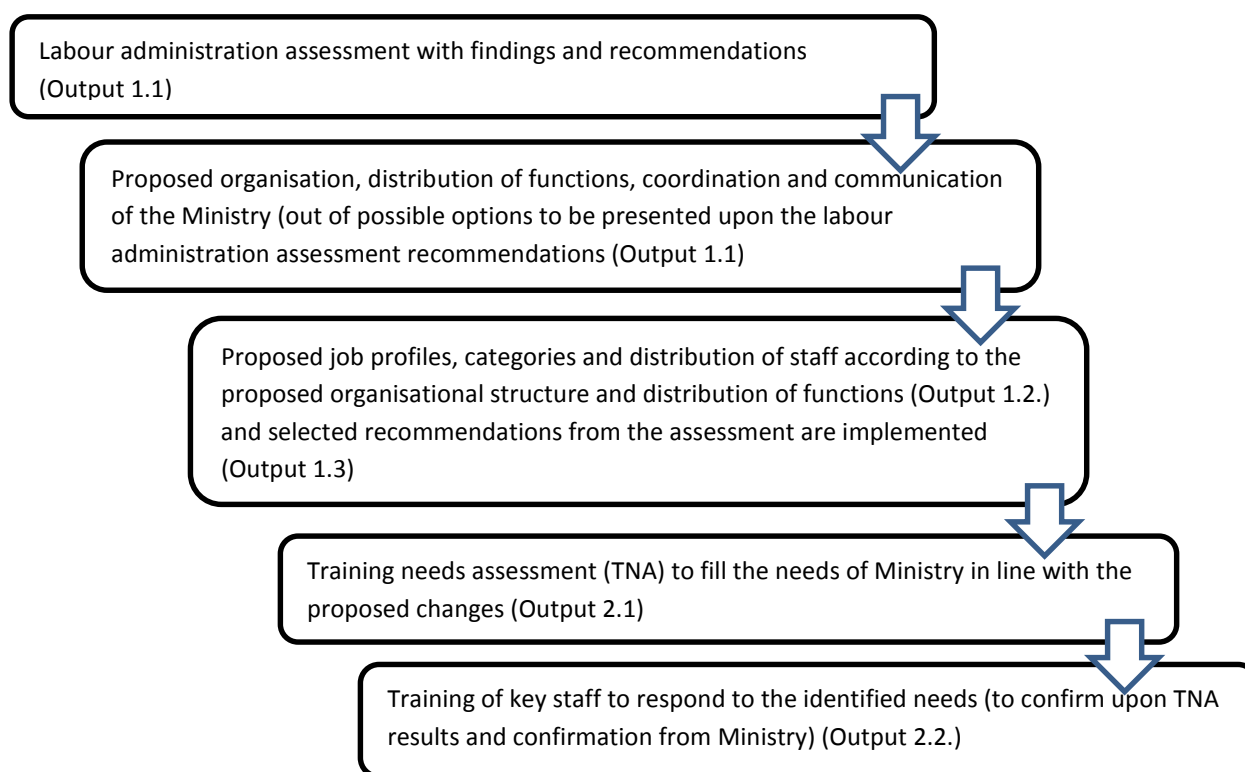 Labour administration assessment with findings and recommendations
(Output 1.1)
Proposed organisation, distribution of functions, coordination and communication
of the Ministry (out of possible options to be presented upon the labour
administration assessment recommendations (Output 1.1)
Proposed job profiles, categories and distribution of staff according to the
proposed organisational structure and distribution of functions (Output 1.2.)
and selected recommendations from the assessment are implemented
(Output 1.3)
Training needs assessment (TNA) to fill the needs of Ministry in line with the
proposed changes (Output 2.1)
Training of key staff to respond to the identified needs (to confirm upon TNA
results and confirmation from Ministry) (Output 2.2.)